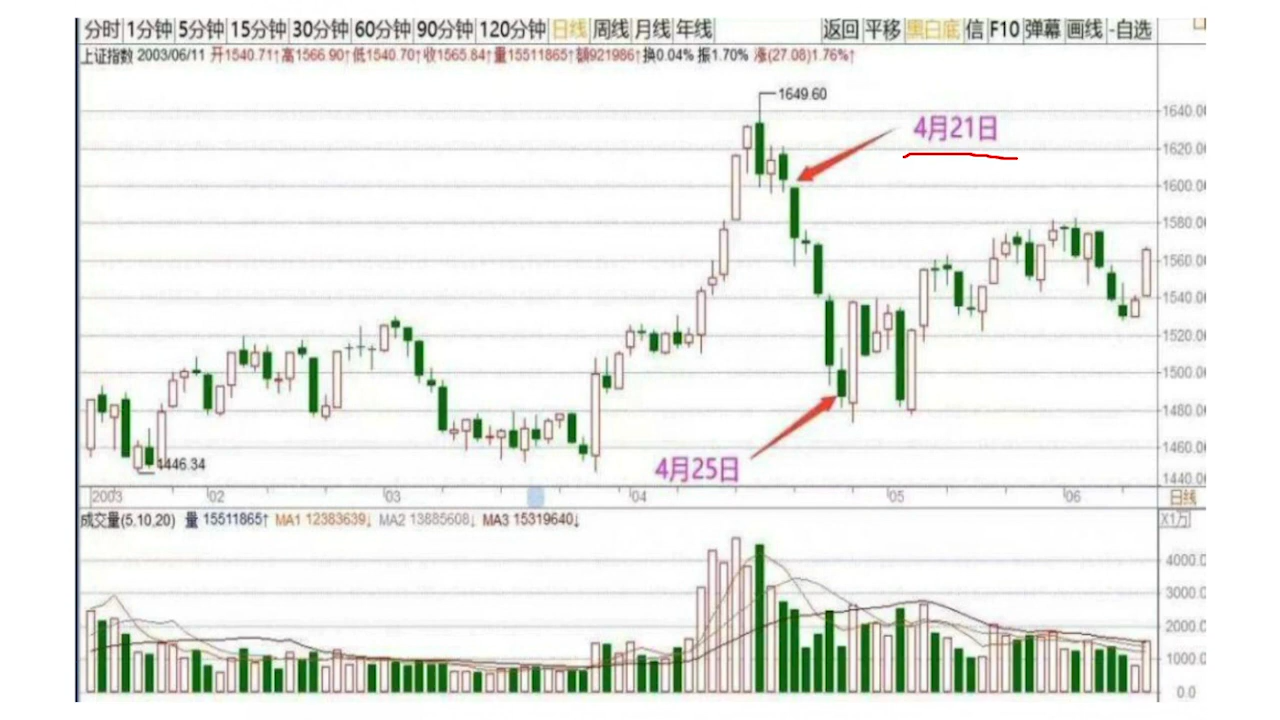 分时 1分钟 5分钟 15分钟 30分钟 60分钟 90分钟 120分钟 日线 周线 月线 年线 返回 平移 黑白底 信 F10 弹幕 画线 -自选
上证指数 2003/06/11 开1540.71↑高1566.90↑低1540.70↑收1565.84↑量15511865↑额921986↑换0.04% 振1.70% 涨(27.08)1.76%↑
1649.60
4月21日
1640.00
1620.00
1600.00
1580.00
1560.00
1540.00
1520.00
1500.00
1480.00
1460.00
1440.00
1446.34
4月25日
2003 02 03 04 05 06 日线
成交量(5,10,20) 量 15511865↑ MA1 12383639↓ MA2 13885608↓ MA3 15319640↓
X1万
4000.0
3000.0
2000.0
1000.0
0.0